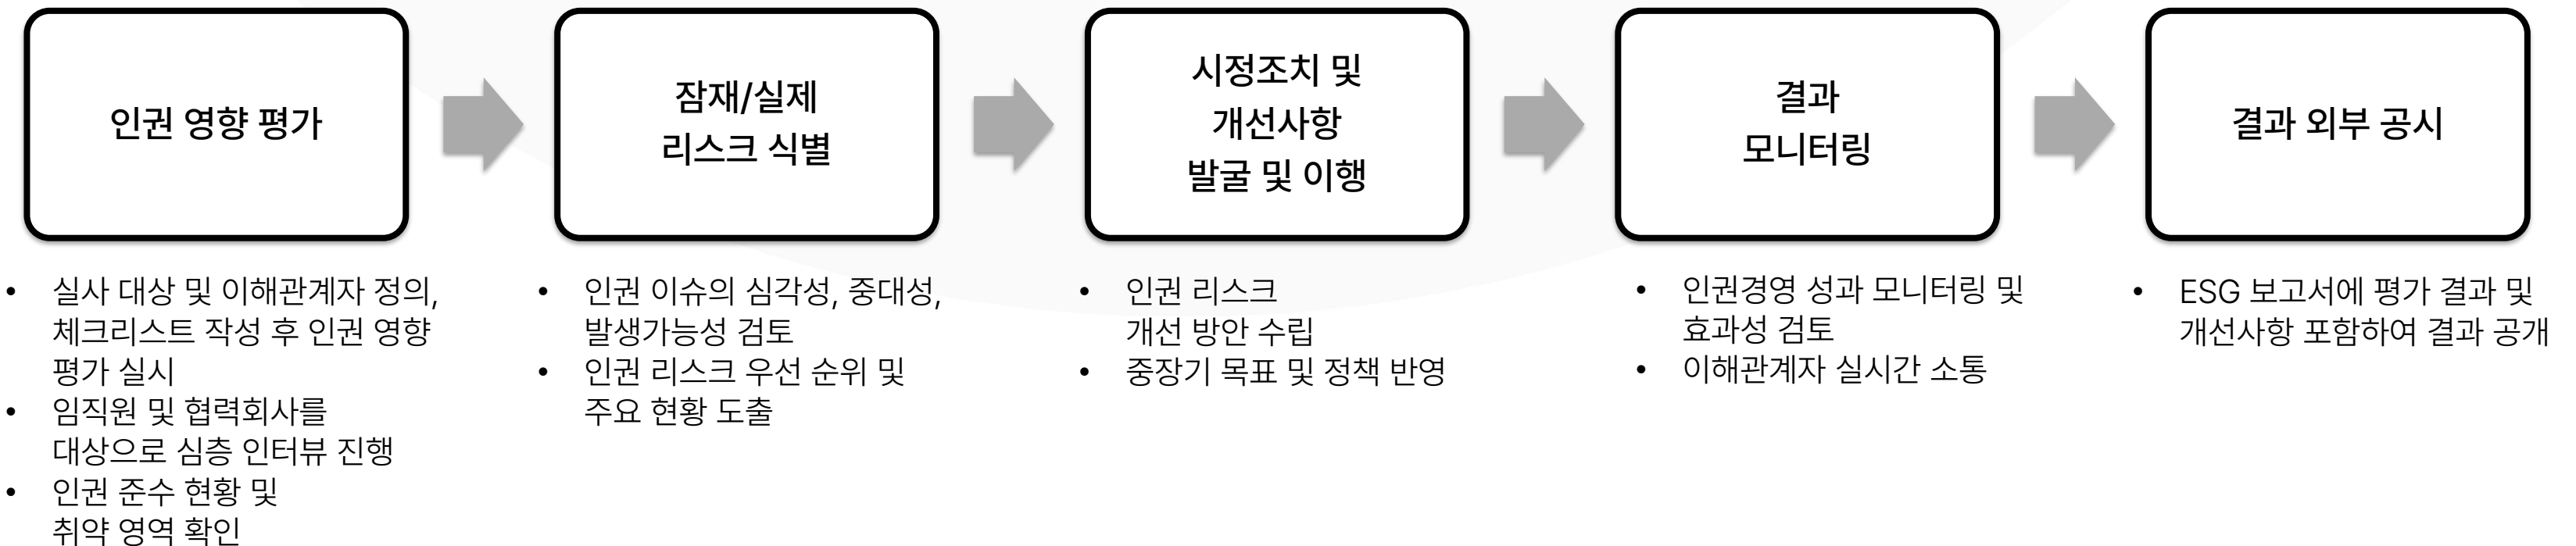 인권 영향 평가
잠재/실제
리스크 식별
시정조치 및
개선사항
발굴 및 이행
결과
모니터링
결과 외부 공시
• 실사 대상 및 이해관계자 정의,
체크리스트 작성 후 인권 영향
평가 실시
• 임직원 및 협력회사를
대상으로 심층 인터뷰 진행
• 인권 준수 현황 및
취약 영역 확인
• 인권 이슈의 심각성, 중대성,
발생가능성 검토
• 인권 리스크 우선 순위 및
주요 현황 도출
• 인권 리스크
개선 방안 수립
• 중장기 목표 및 정책 반영
• 인권경영 성과 모니터링 및
효과성 검토
• 이해관계자 실시간 소통
• ESG 보고서에 평가 결과 및
개선사항 포함하여 결과 공개